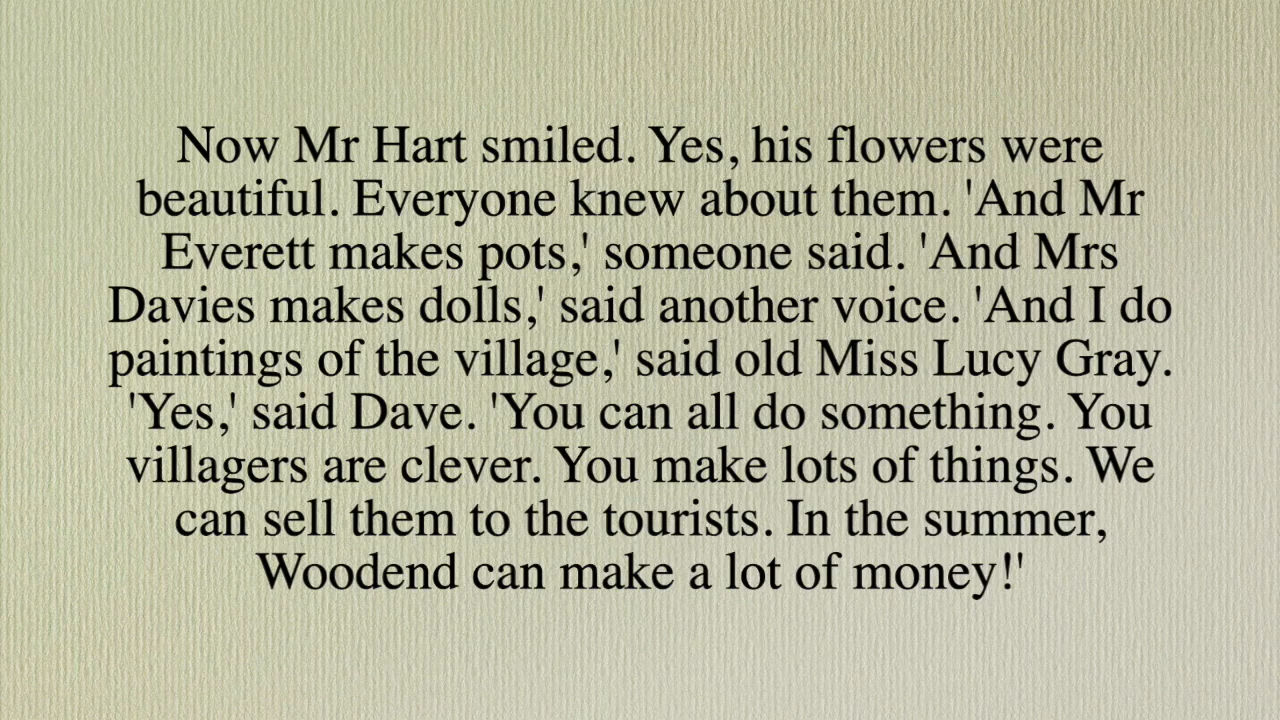 Now Mr Hart smiled. Yes, his flowers were
beautiful. Everyone knew about them. 'And Mr
Everett makes pots,' someone said. 'And Mrs
Davies makes dolls,' said another voice. 'And I do
paintings of the village,' said old Miss Lucy Gray.
'Yes,' said Dave. 'You can all do something. You
villagers are clever. You make lots of things. We
can sell them to the tourists. In the summer,
Woodend can make a lot of money!'